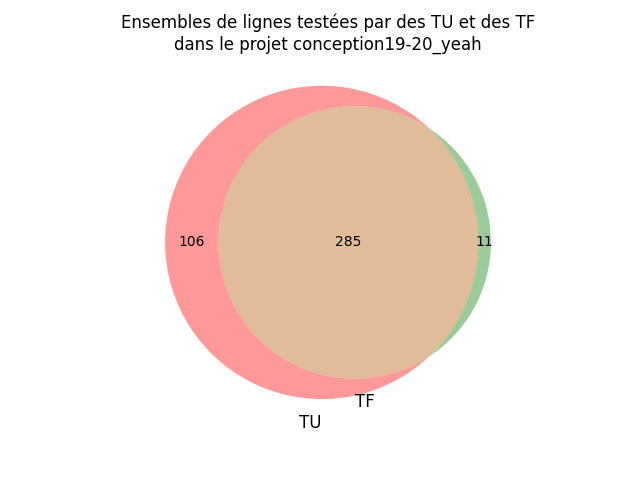 Ensembles de lignes testées par des TU et des TF
dans le projet conception19-20_yeah
106
285
11
TF
TU